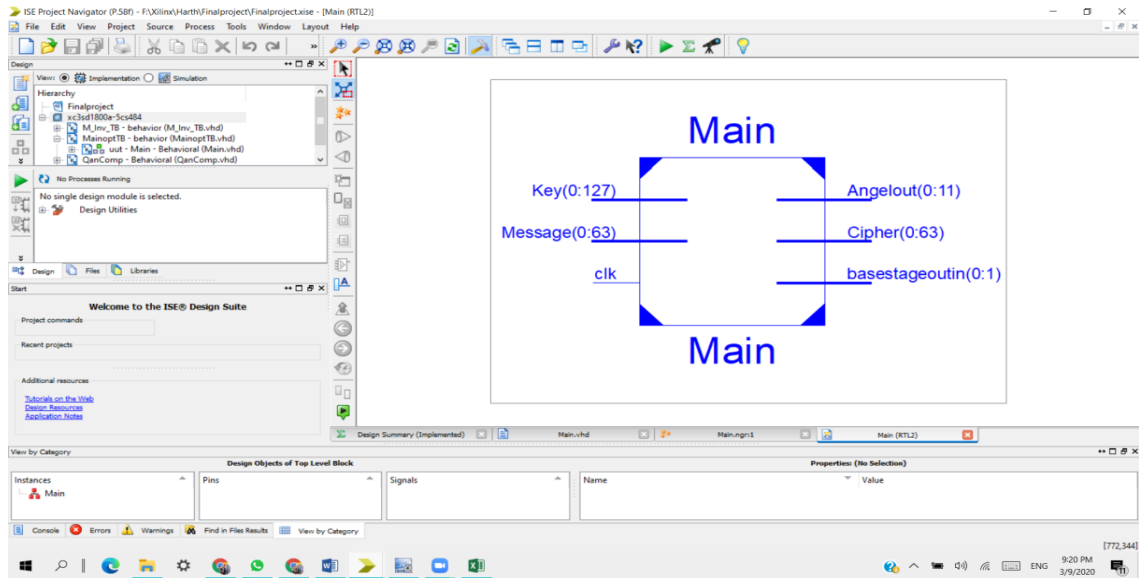 ISE Project Navigator (P.58f) - F:\Xilinx\Harth\Finalproject\Finalproject.xise - [Main (RTL2)]
File Edit View Project Source Process Tools Window Layout Help
Design
View: Implementation Simulation
Hierarchy
Finalproject
xc3sd1800a-5cs484
M_Inv_TB - behavior (M_Inv_TB.vhd)
MainoptTB - behavior (MainoptTB.vhd)
uut - Main - Behavioral (Main.vhd)
QanComp - Behavioral (QanComp.vhd)
No Processes Running
No single design module is selected.
Design Utilities
Design Files Libraries
Start
Welcome to the ISE® Design Suite
Project commands
Recent projects
Additional resources
Tutorials on the Web
Design Resources
Application Notes
Main
Key(0:127)
Angelout(0:11)
Message(0:63)
Cipher(0:63)
clk
basestageoutin(0:1)
Main
Design Summary (Implemented) Main.vhd Main.ngr:1 Main (RTL2)
View by Category
Design Objects of Top Level Block
Properties: (No Selection)
Instances Pins Signals Name Value
Main
Console Errors Warnings Find in Files Results View by Category
[772,344]
ENG 9:20 PM
3/9/2020